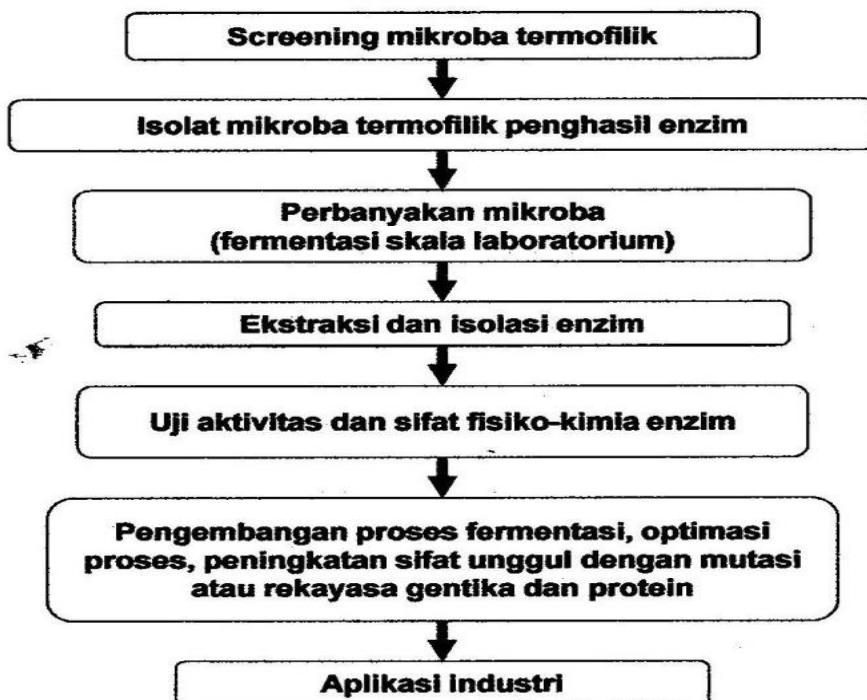 Screening mikroba termofilik
Isolat mikroba termofilik penghasil enzim
Perbanyakan mikroba
(fermentasi skala laboratorium)
Ekstraksi dan isolasi enzim
Uji aktivitas dan sifat fisiko-kimia enzim
Pengembangan proses fermentasi, optimasi
proses, peningkatan sifat unggul dengan mutasi
atau rekayasa gentika dan protein
Aplikasi industri